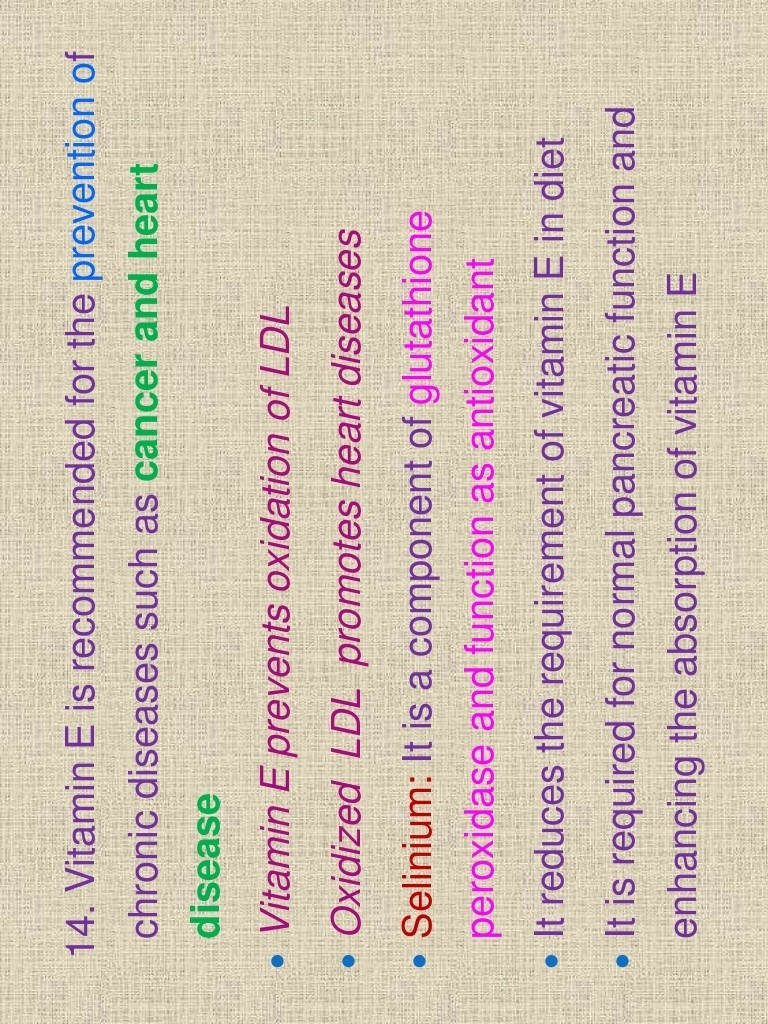 14. Vitamin E is recommended for the prevention of
chronic diseases such as cancer and heart
disease
• Vitamin E prevents oxidation of LDL
• Oxidized LDL promotes heart diseases
• Selinium: It is a component of glutathione
peroxidase and function as antioxidant
• It reduces the requirement of vitamin E in diet
• It is required for normal pancreatic function and
enhancing the absorption of vitamin E